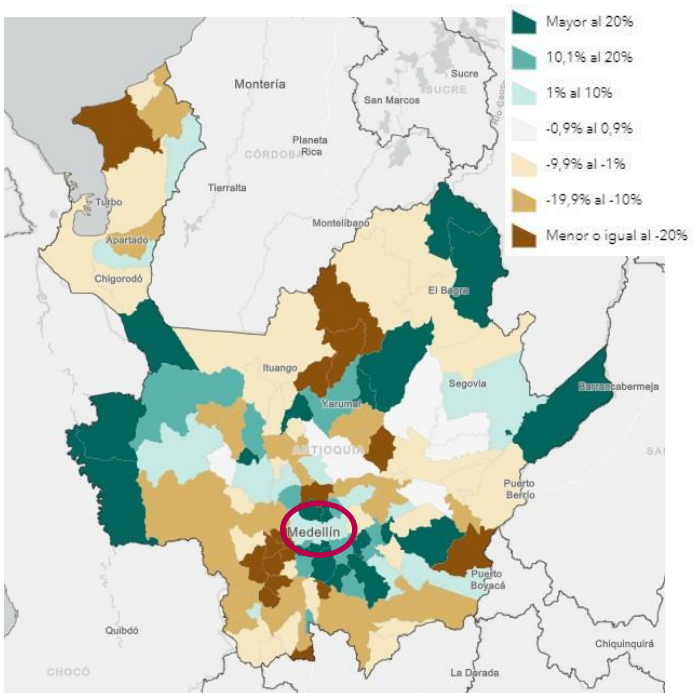 Mayor al 20%
10,1% al 20%
1% al 10%
-0,9% al 0,9%
-9,9% al -1%
-19,9% al -10%
Menor o igual al -20%
Montería
Sucre
SUCRE
San Marcos
Planeta
Rica
CÓRDOBA
Tierralta
Turbo
Montelíbano
Apartadó
Chigorodó
El Bagre
Ituango
Segovia
Barrancabermeja
Yarumal
ANTIOQUIA
Puerto
Berrío
Medellín
Puerto
Boyacá
Quibdó
Chiquinquirá
CHOCÓ
La Dorada